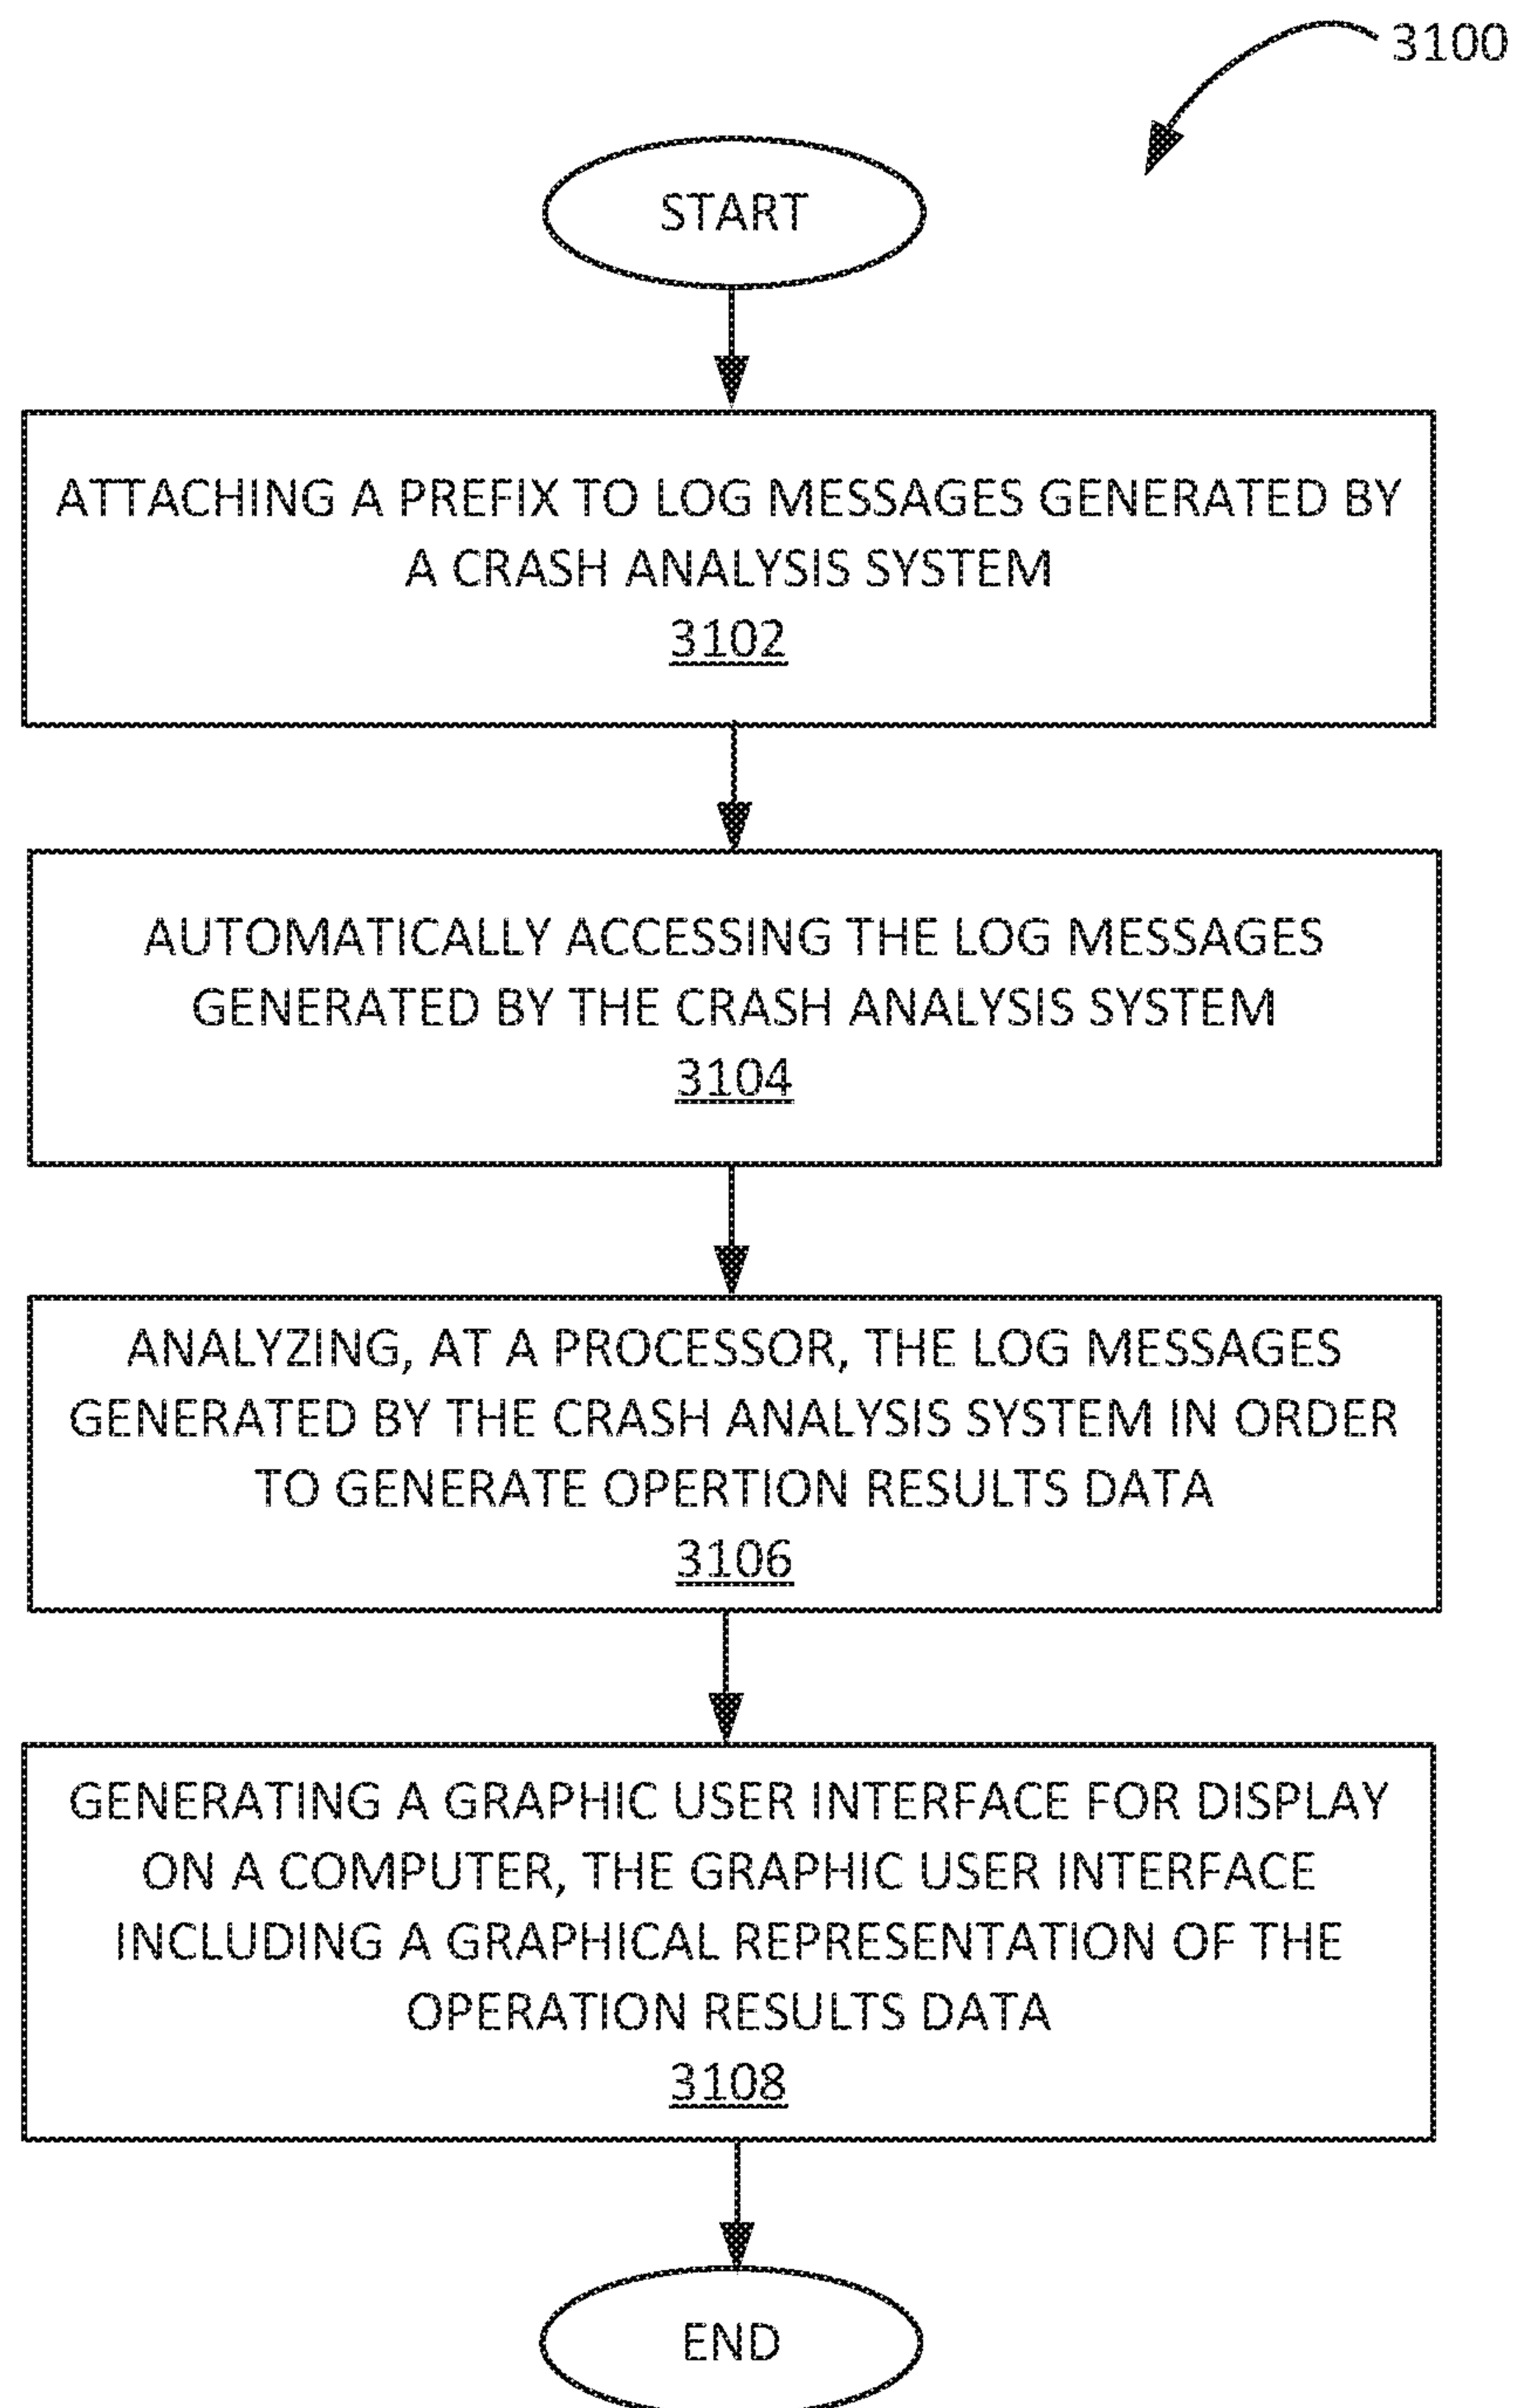 3100
START
ATTACHING A PREFIX TO LOG MESSAGES GENERATED BY
A CRASH ANALYSIS SYSTEM
3102
AUTOMATICALLY ACCESSING THE LOG MESSAGES
GENERATED BY THE CRASH ANALYSIS SYSTEM
3104
ANALYZING, AT A PROCESSOR, THE LOG MESSAGES
GENERATED BY THE CRASH ANALYSIS SYSTEM IN ORDER
TO GENERATE OPERTION RESULTS DATA
3106
GENERATING A GRAPHIC USER INTERFACE FOR DISPLAY
ON A COMPUTER, THE GRAPHIC USER INTERFACE
INCLUDING A GRAPHICAL REPRESENTATION OF THE
OPERATION RESULTS DATA
3108
END